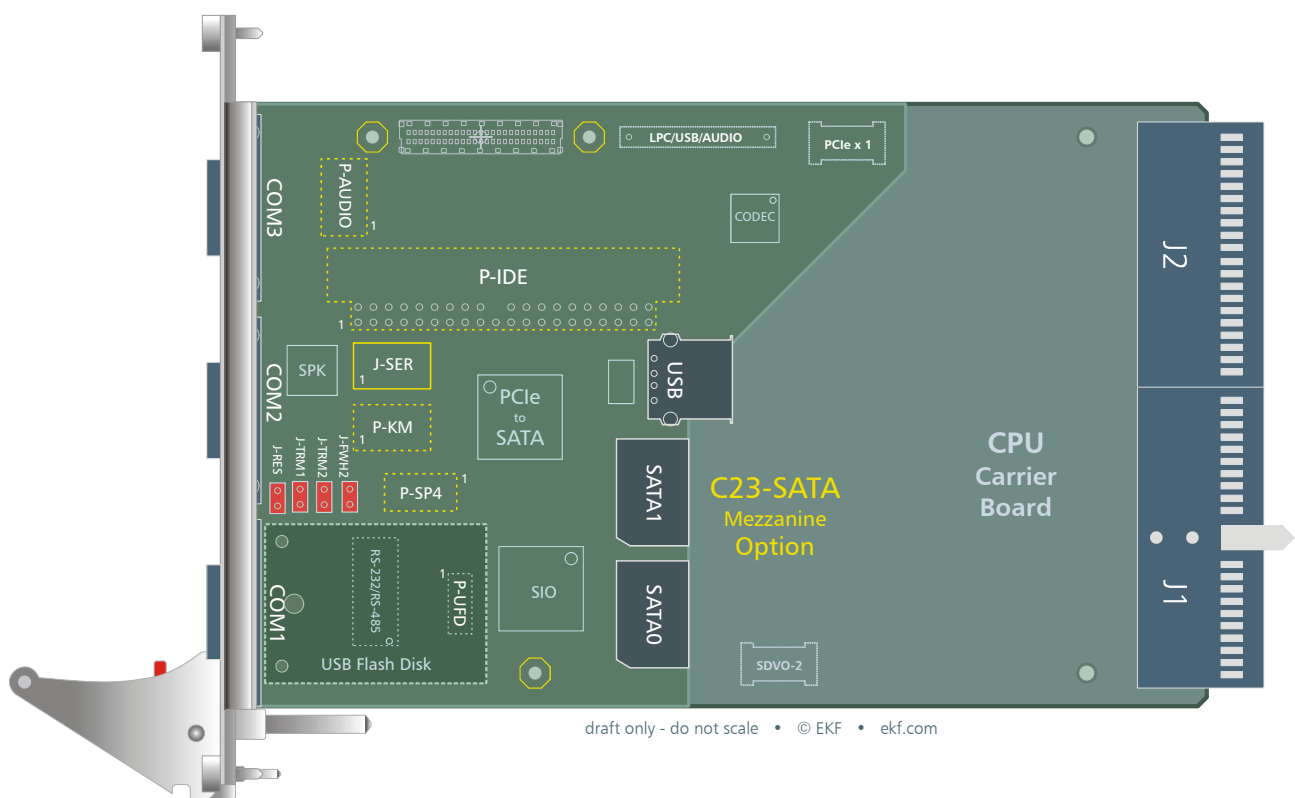 LPC/USB/AUDIO
PCIe x 1
P-AUDIO
1
COM3
CODEC
J2
P-IDE
1
SPK
J-SER
1
COM2
USB
PCIe
to
SATA
P-KM
1
J-RES
J-TRM1
J-TRM2
J-FWH2
P-SP4
1
SATA1
C23-SATA
Mezzanine
Option
CPU
Carrier
Board
COM1
RS-232/RS-485
1
P-UFD
SIO
SATA0
J1
USB Flash Disk
SDVO-2
draft only - do not scale • © EKF • ekf.com